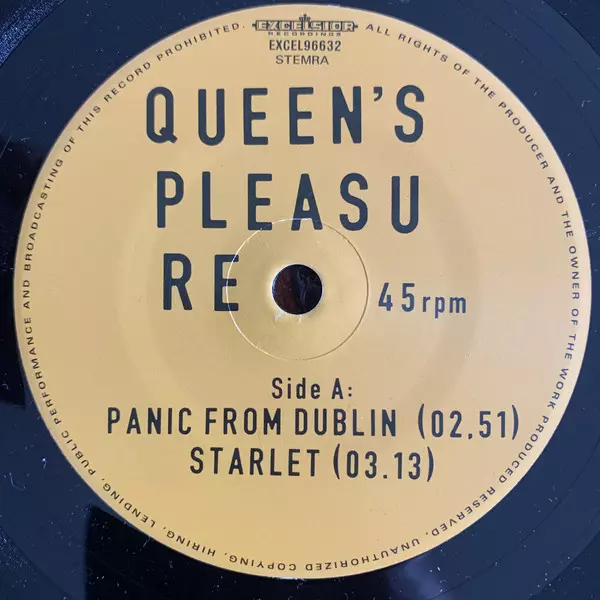 EXCELSIOR
RECORDINGS
EXCEL96632
STEMRA
QUEEN'S
PLEASU
RE
45rpm
Side A:
PANIC FROM DUBLIN (02,51)
STARLET (03.13)
ALL RIGHTS OF THE PRODUCER AND THE OWNER OF THE WORK PRODUCED RESERVED. UNAUTHORIZED COPYING, HIRING, LENDING, PUBLIC PERFORMANCE AND BROADCASTING OF THIS RECORD PROHIBITED.